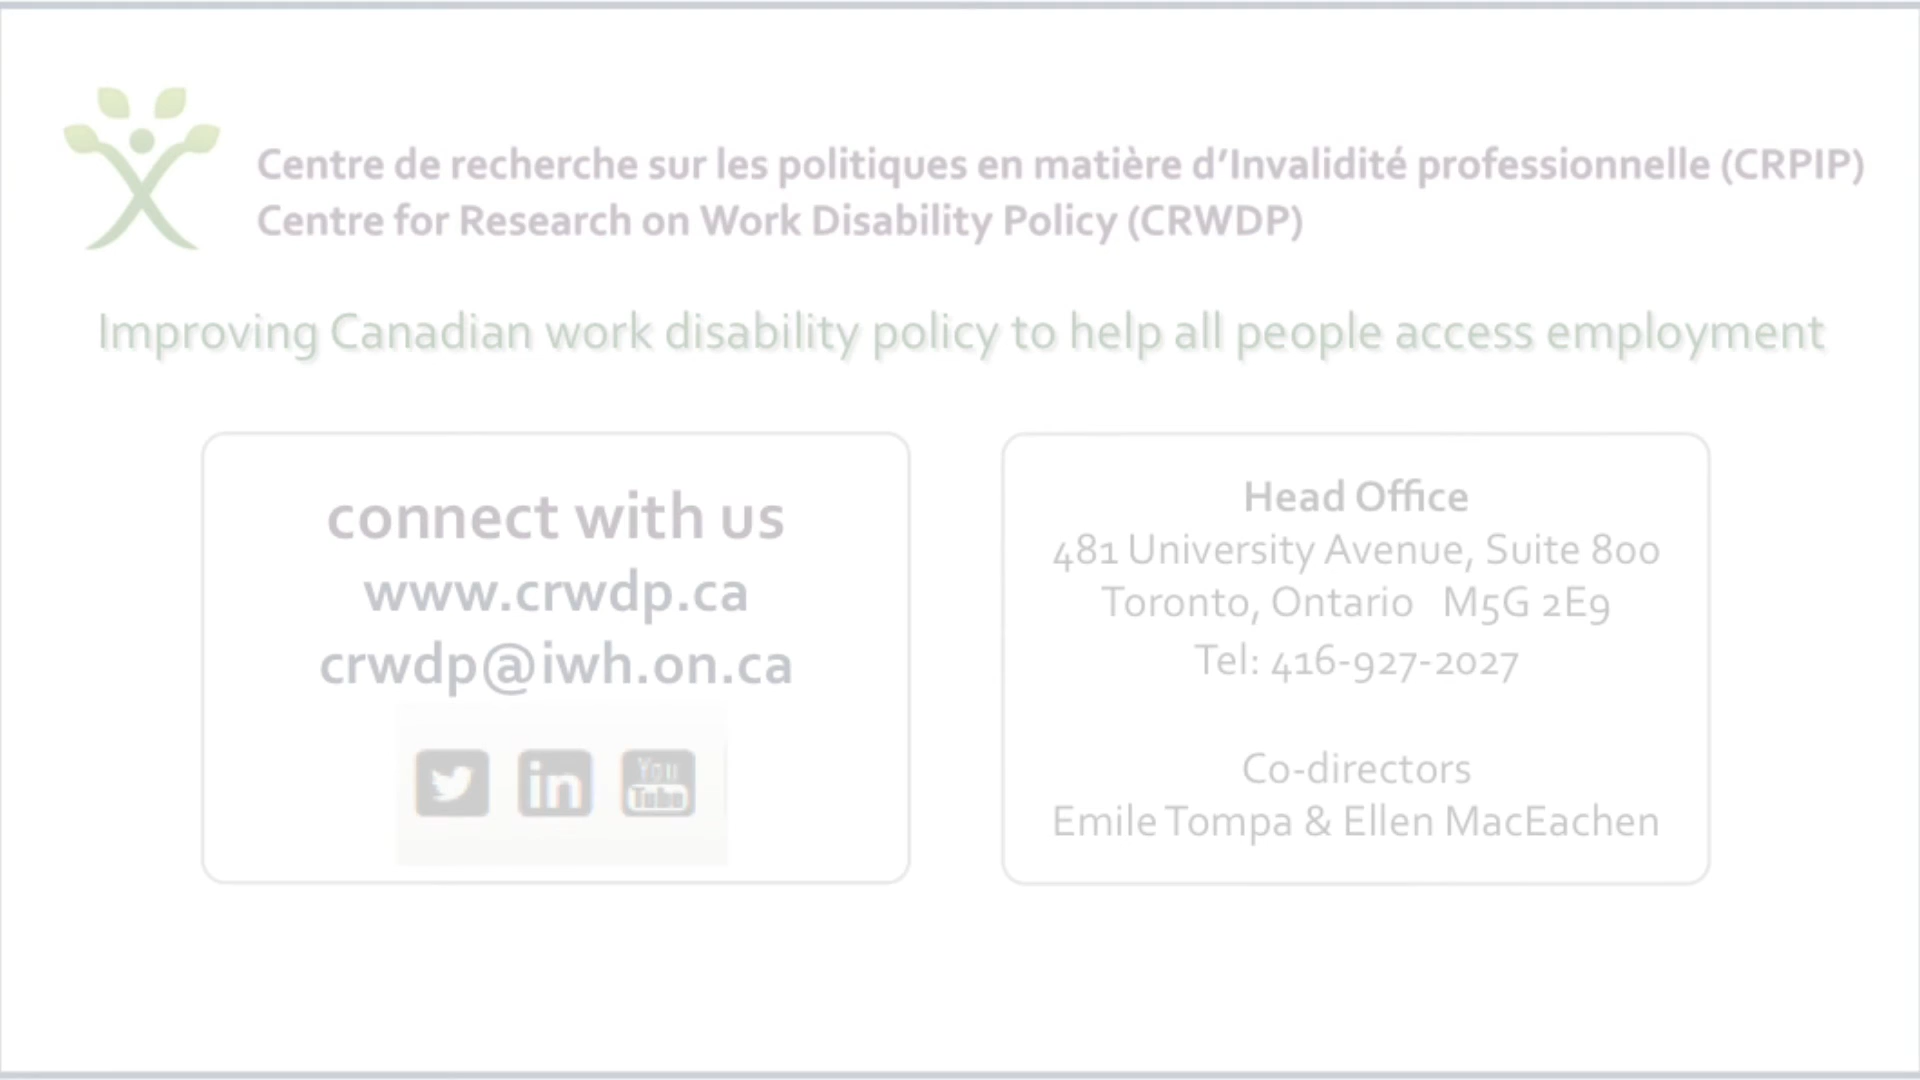 Centre de recherche sur les politiques en matière d’Invalidité professionnelle (CRPIP)
Centre for Research on Work Disability Policy (CRWDP)
Improving Canadian work disability policy to help all people access employment
connect with us
www.crwdp.ca
crwdp@iwh.on.ca
in You Tube
Head Office
481 University Avenue, Suite 800
Toronto, Ontario M5G 2E9
Tel: 416-927-2027
Co-directors
Emile Tompa & Ellen MacEachen